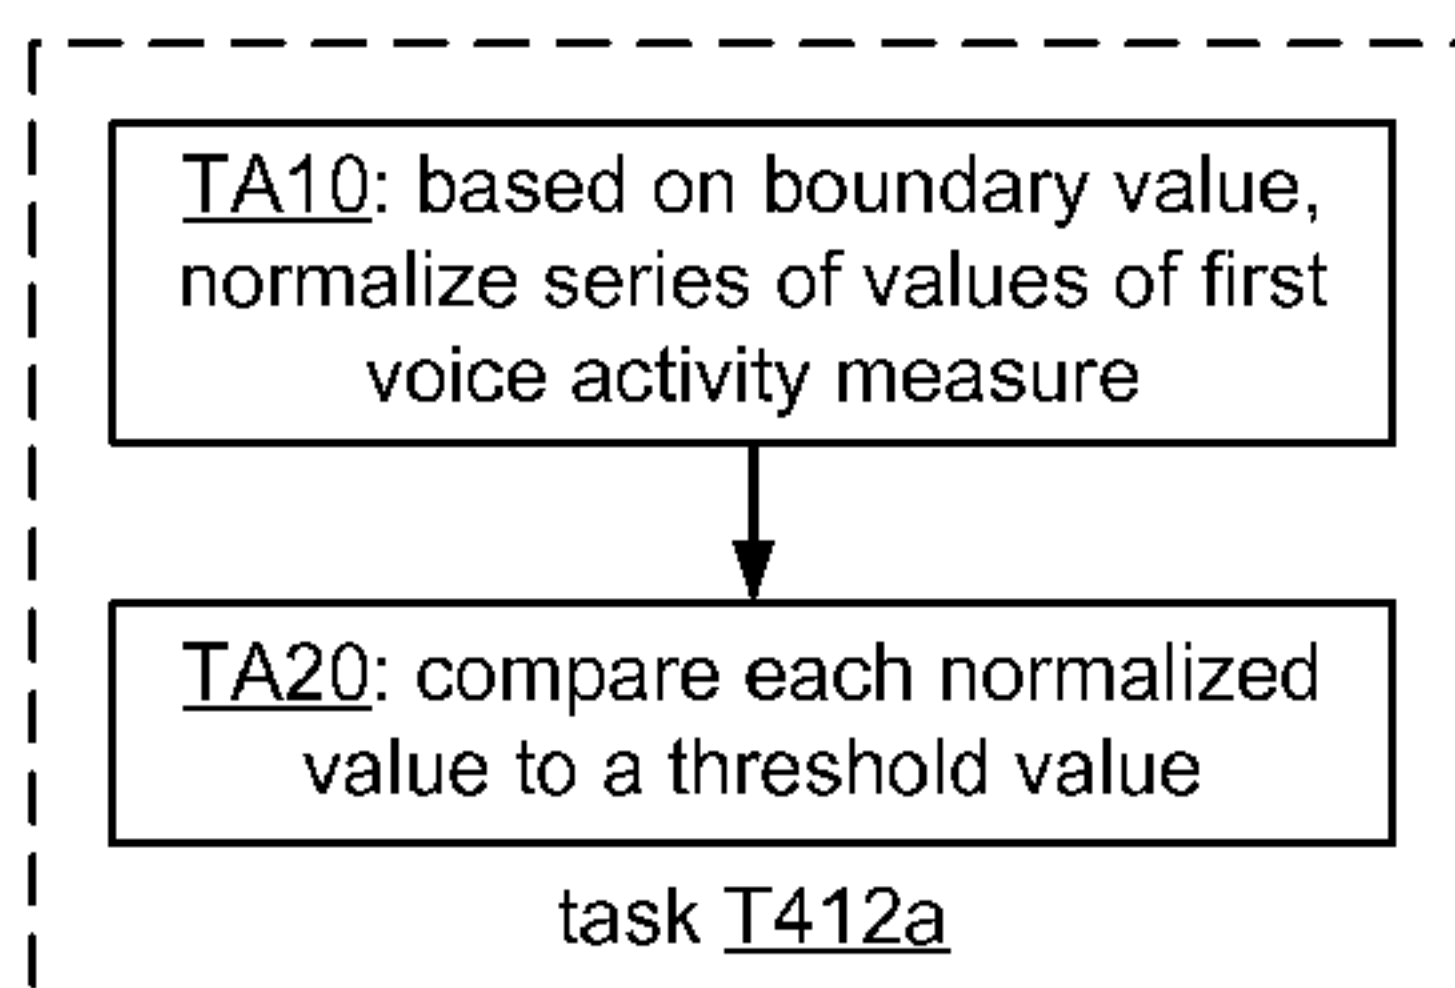 TA10: based on boundary value,
normalize series of values of first
voice activity measure
TA20: compare each normalized
value to a threshold value
task T412a